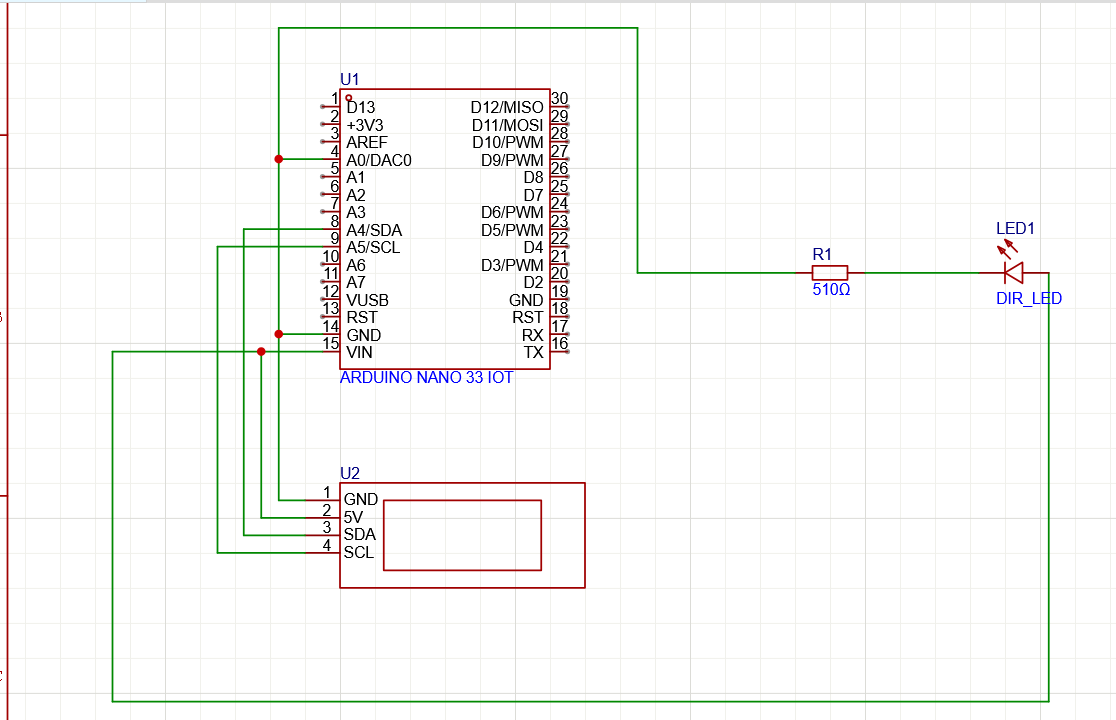 U1
1 D13
2 +3V3
3 AREF
4 A0/DAC0
5 A1
6 A2
7 A3
8 A4/SDA
9 A5/SCL
10 A6
11 A7
12 VUSB
13 RST
14 GND
15 VIN
D12/MISO 30
D11/MOSI 29
D10/PWM 28
D9/PWM 27
D8 26
D7 25
D6/PWM 24
D5/PWM 23
D4 22
D3/PWM 21
D2 20
GND 19
RST 18
RX 17
TX 16
ARDUINO NANO 33 IOT
R1
510Ω
LED1
DIR_LED
U2
1 GND
2 5V
3 SDA
4 SCL